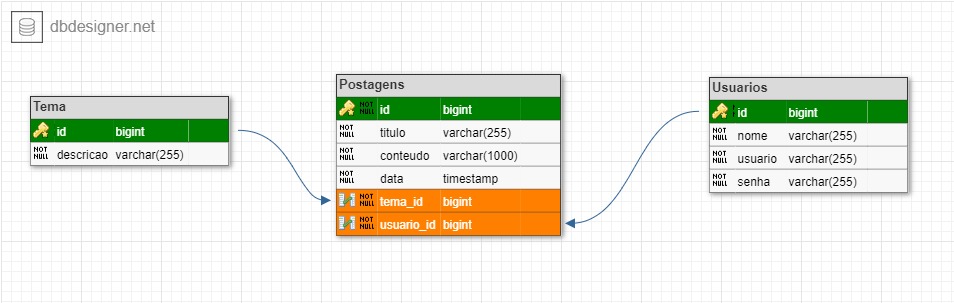 dbdesigner.net
Tema
id bigint
NOT NULL descricao varchar(255)
Postagens
NOT NULL id bigint
NOT NULL titulo varchar(255)
NOT NULL conteudo varchar(1000)
NOT NULL data timestamp
NOT NULL tema_id bigint
NOT NULL usuario_id bigint
Usuarios
id bigint
NOT NULL nome varchar(255)
NOT NULL usuario varchar(255)
NOT NULL senha varchar(255)